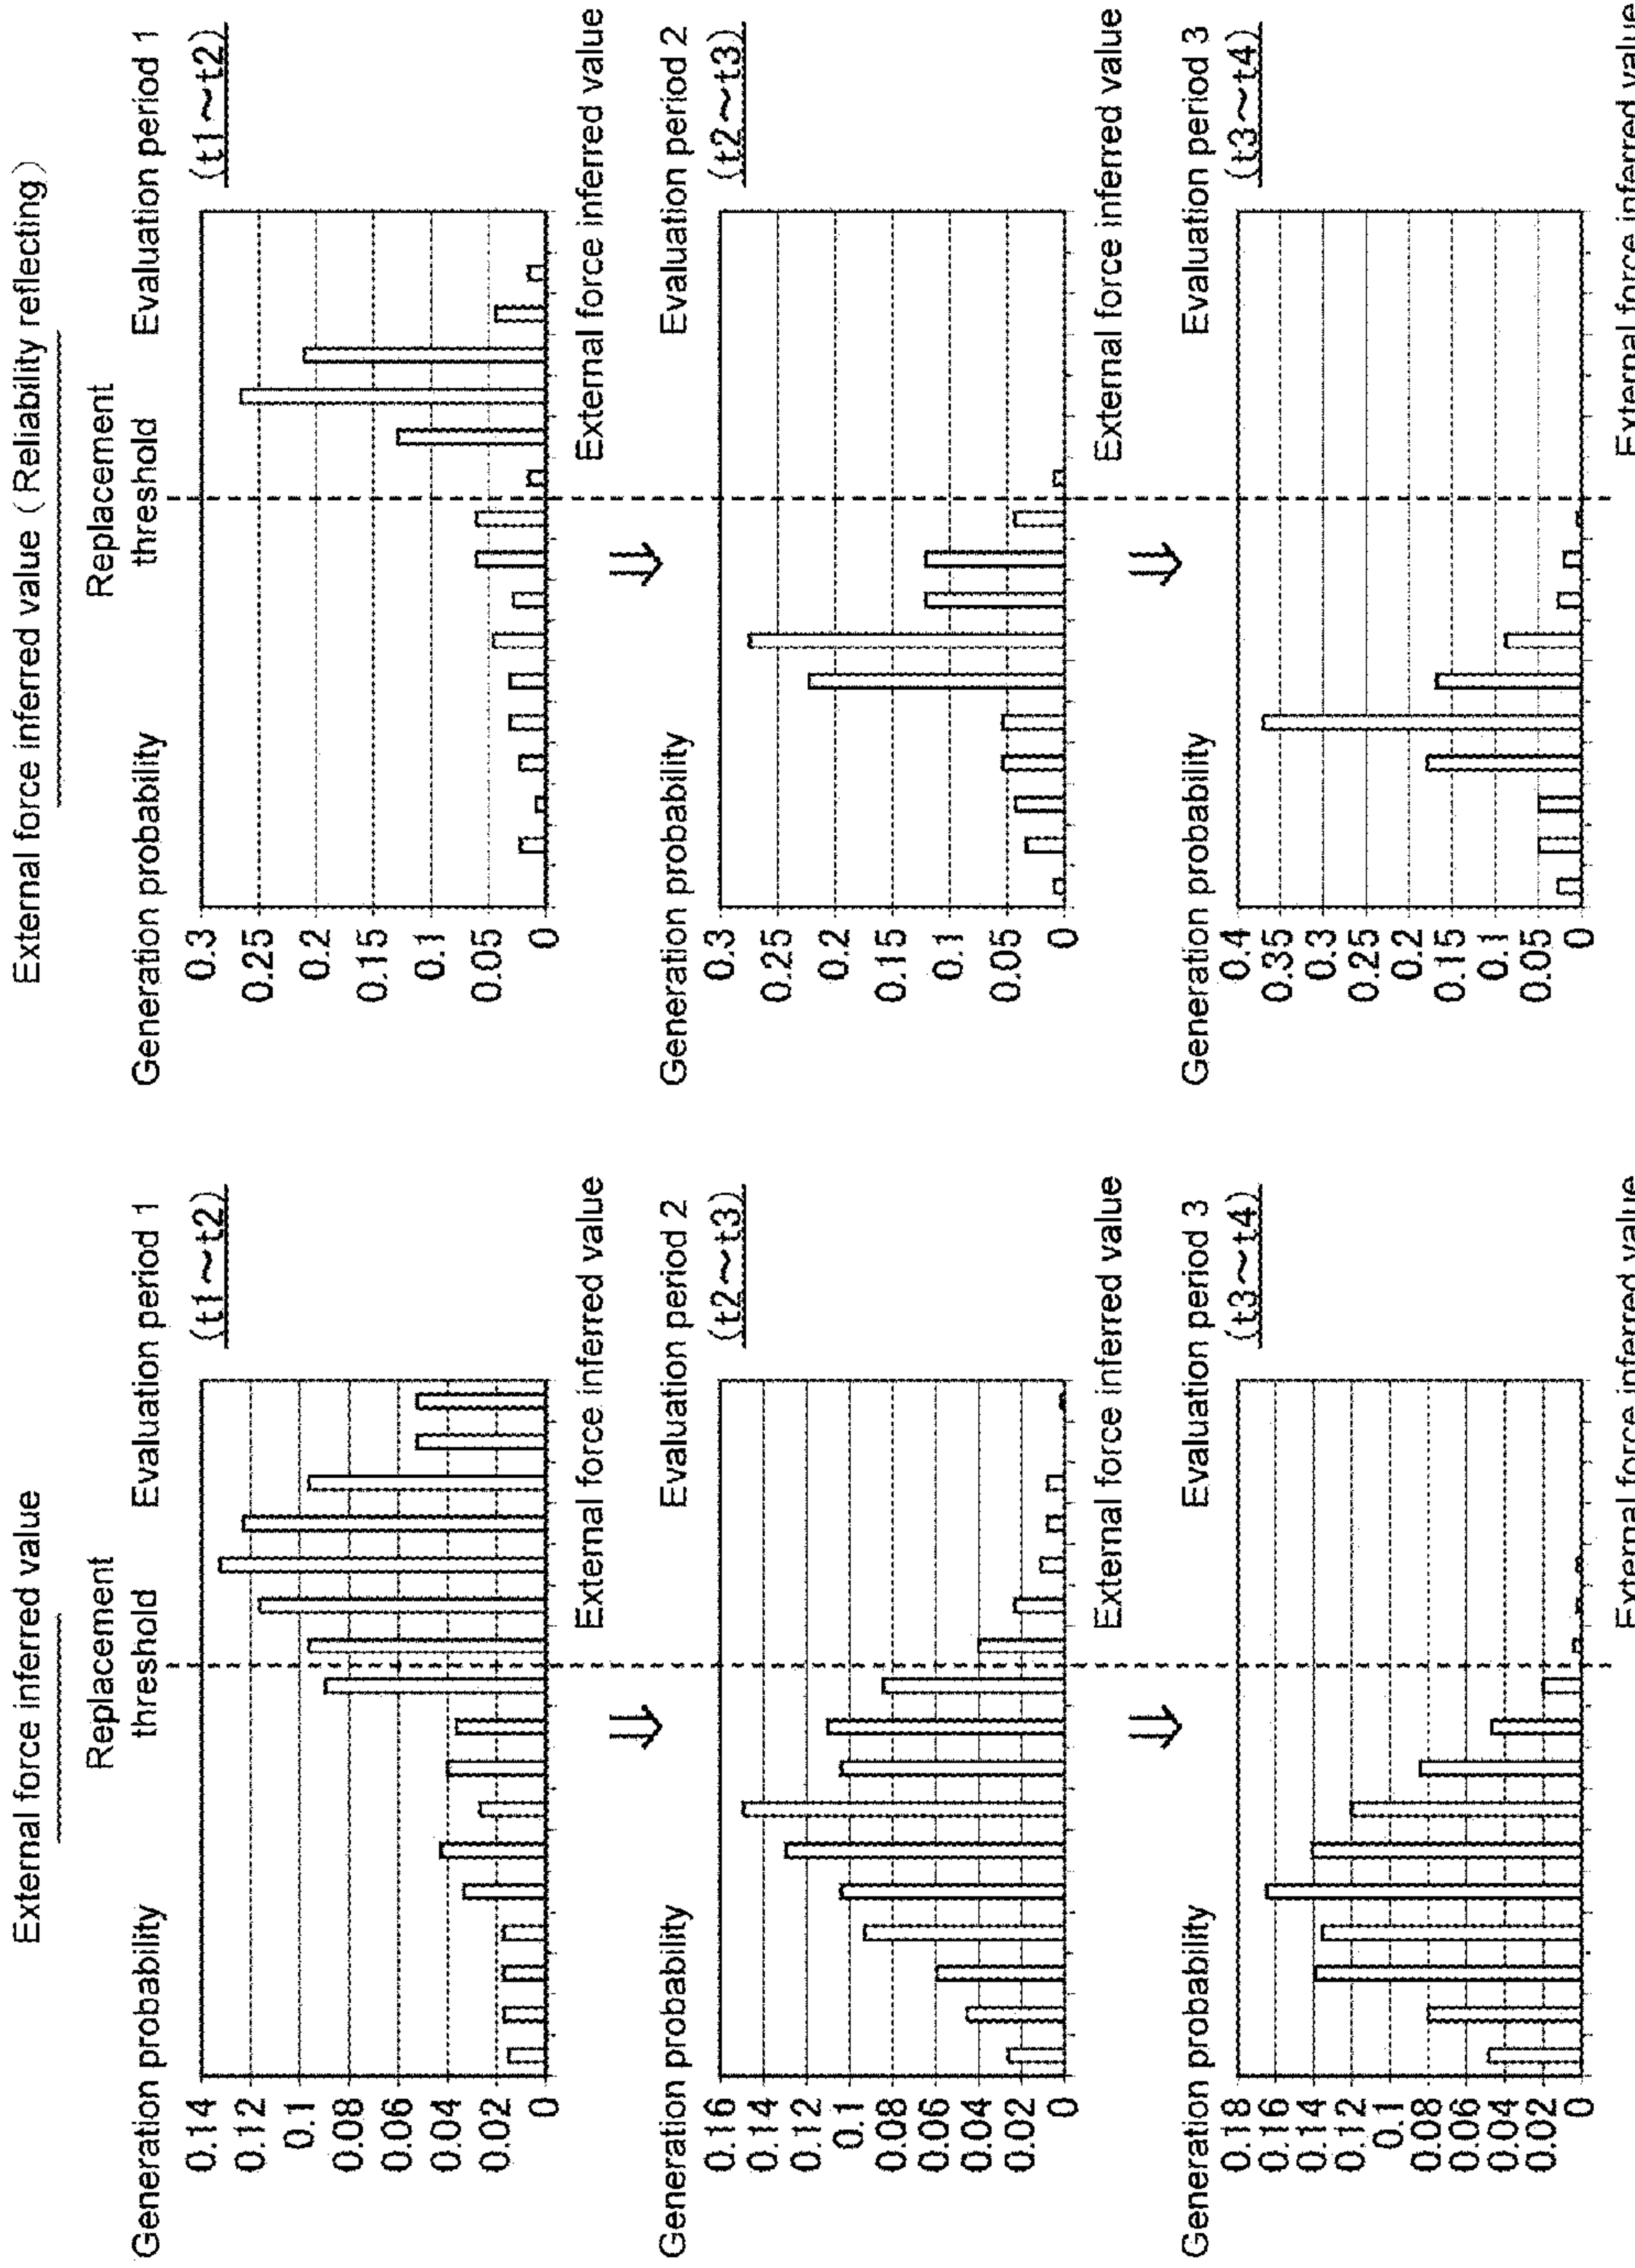 External force inferred value
Replacement
threshold
Generation probability
Evaluation period 1
(t1~t2)
0.14
0.12
0.1
0.08
0.06
0.04
0.02
0
External force inferred value
⇓
Generation probability
Evaluation period 2
(t2~t3)
0.16
0.14
0.12
0.1
0.08
0.06
0.04
0.02
0
External force inferred value
⇓
Generation probability
Evaluation period 3
(t3~t4)
0.18
0.16
0.14
0.12
0.1
0.08
0.06
0.04
0.02
0
External force inferred value
External force inferred value ( Reliability reflecting)
Replacement
threshold
Generation probability
Evaluation period 1
(t1~t2)
0.3
0.25
0.2
0.15
0.1
0.05
0
External force inferred value
⇓
Generation probability
Evaluation period 2
(t2~t3)
0.3
0.25
0.2
0.15
0.1
0.05
0
External force inferred value
⇓
Generation probability
Evaluation period 3
(t3~t4)
0.4
0.35
0.3
0.25
0.2
0.15
0.1
0.05
0
External force inferred value